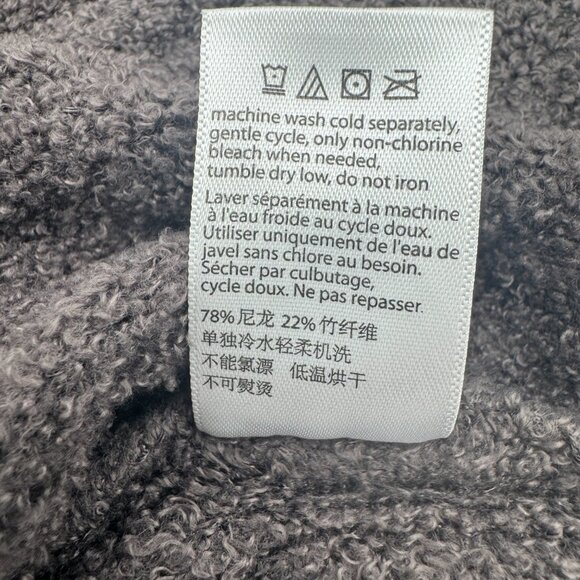 machine wash cold separately,
gentle cycle, only non-chlorine
bleach when needed,
tumble dry low, do not iron
Laver séparément à la machine
à l'eau froide au cycle doux.
Utiliser uniquement de l'eau de
javel sans chlore au besoin.
Sécher par culbutage,
cycle doux. Ne pas repasser.
78%尼龙 22%竹纤维
单独冷水轻柔机洗
不能氯漂 低温烘干
不可熨烫